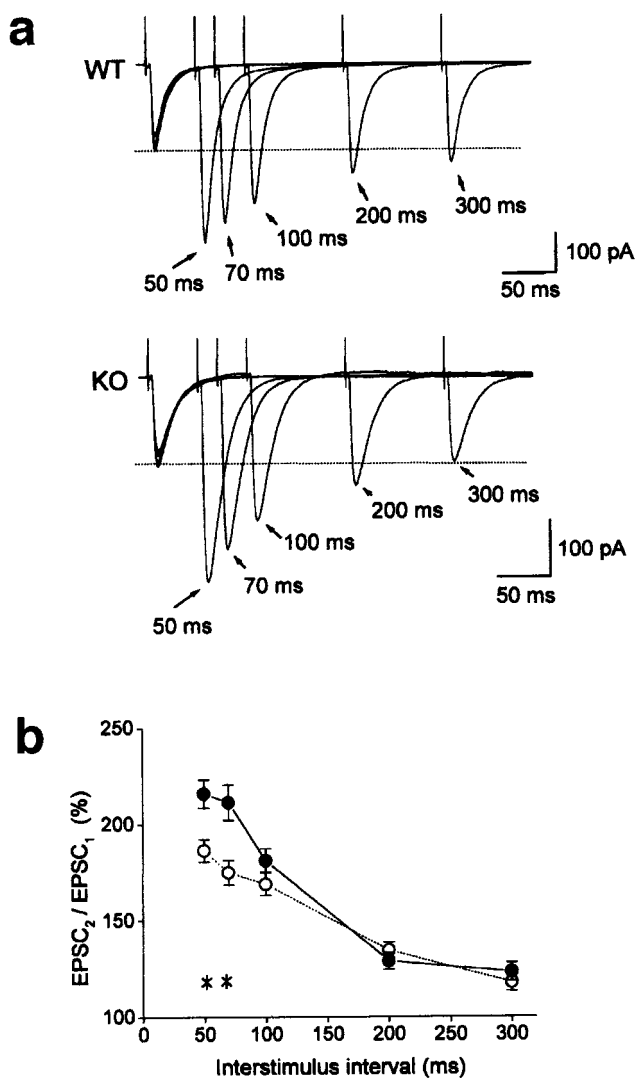 a
WT
50 ms
70 ms
100 ms
200 ms
300 ms
100 pA
50 ms
KO
50 ms
70 ms
100 ms
200 ms
300 ms
100 pA
50 ms
b
EPSC₂ / EPSC₁ (%)
250
200
150
100
* *
0 50 100 150 200 250 300
Interstimulus interval (ms)